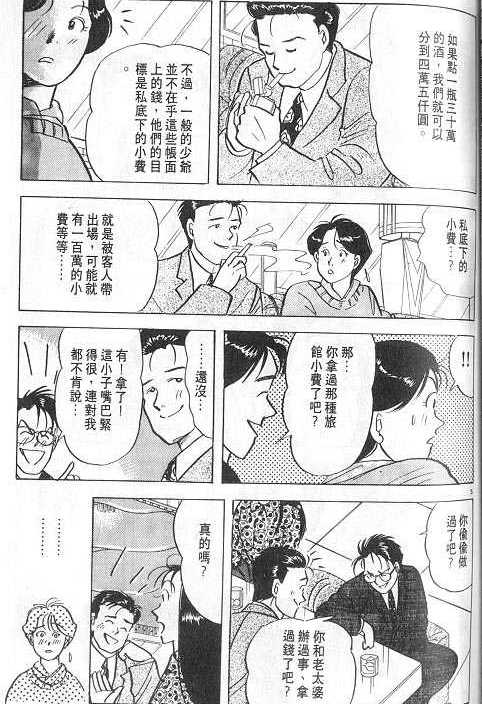 如果點一瓶三十萬
的酒，我們就可以
分到四萬五仟圓。
不過，一般的少爺
並不在乎這些帳面
上的錢，他們的目
標是私底下的小費
。
私底下的
小費…？
就是被客人帶
出場，可能就
有一百萬的小
費等等……
!!
那…
你拿過那種旅
館小費了吧？
……還沒…
有！拿了！
這小子嘴巴緊
得很，連對我
都不肯說…
5
你偷偷做
過了吧？
你和老太婆
辦過事、拿
過錢了吧？
真的嗎？
……
……